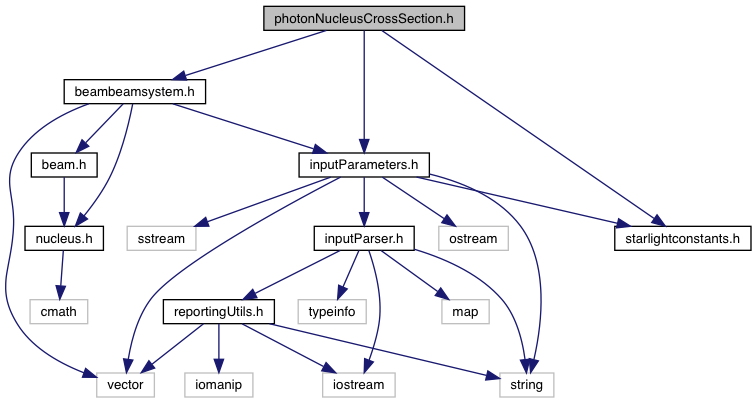 photonNucleusCrossSection.h
beambeamsystem.h
beam.h
inputParameters.h
nucleus.h
sstream
inputParser.h
ostream
starlightconstants.h
cmath
reportingUtils.h
typeinfo
map
vector
iomanip
iostream
string